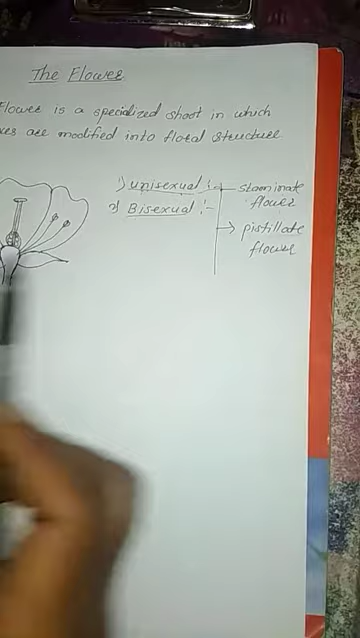 The Flower
Flower is a specialized shoot in which
are modified into floral structure
1) unisexual :- staminate
flower
2) Bisexual :-
pistillate
flower